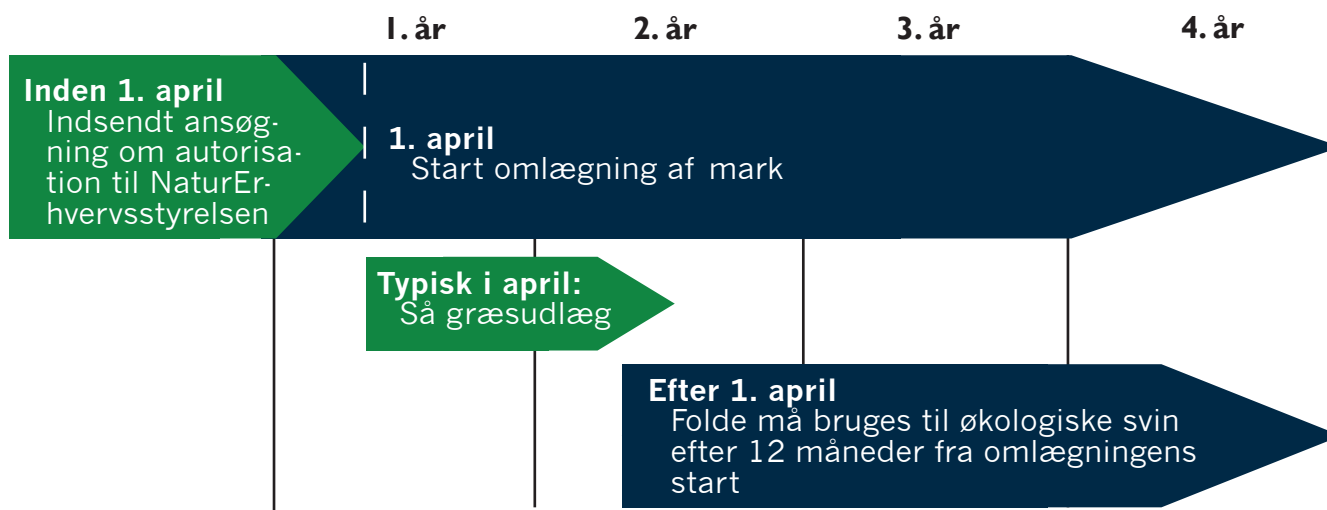 1. år 2. år 3. år 4. år
Inden 1. april
Indsendt ansøg-
ning om autorisa-
tion til NaturEr-
hvervsstyrelsen
1. april
Start omlægning af mark
Typisk i april:
Så græsudlæg
Efter 1. april
Folde må bruges til økologiske svin
efter 12 måneder fra omlægningens
start